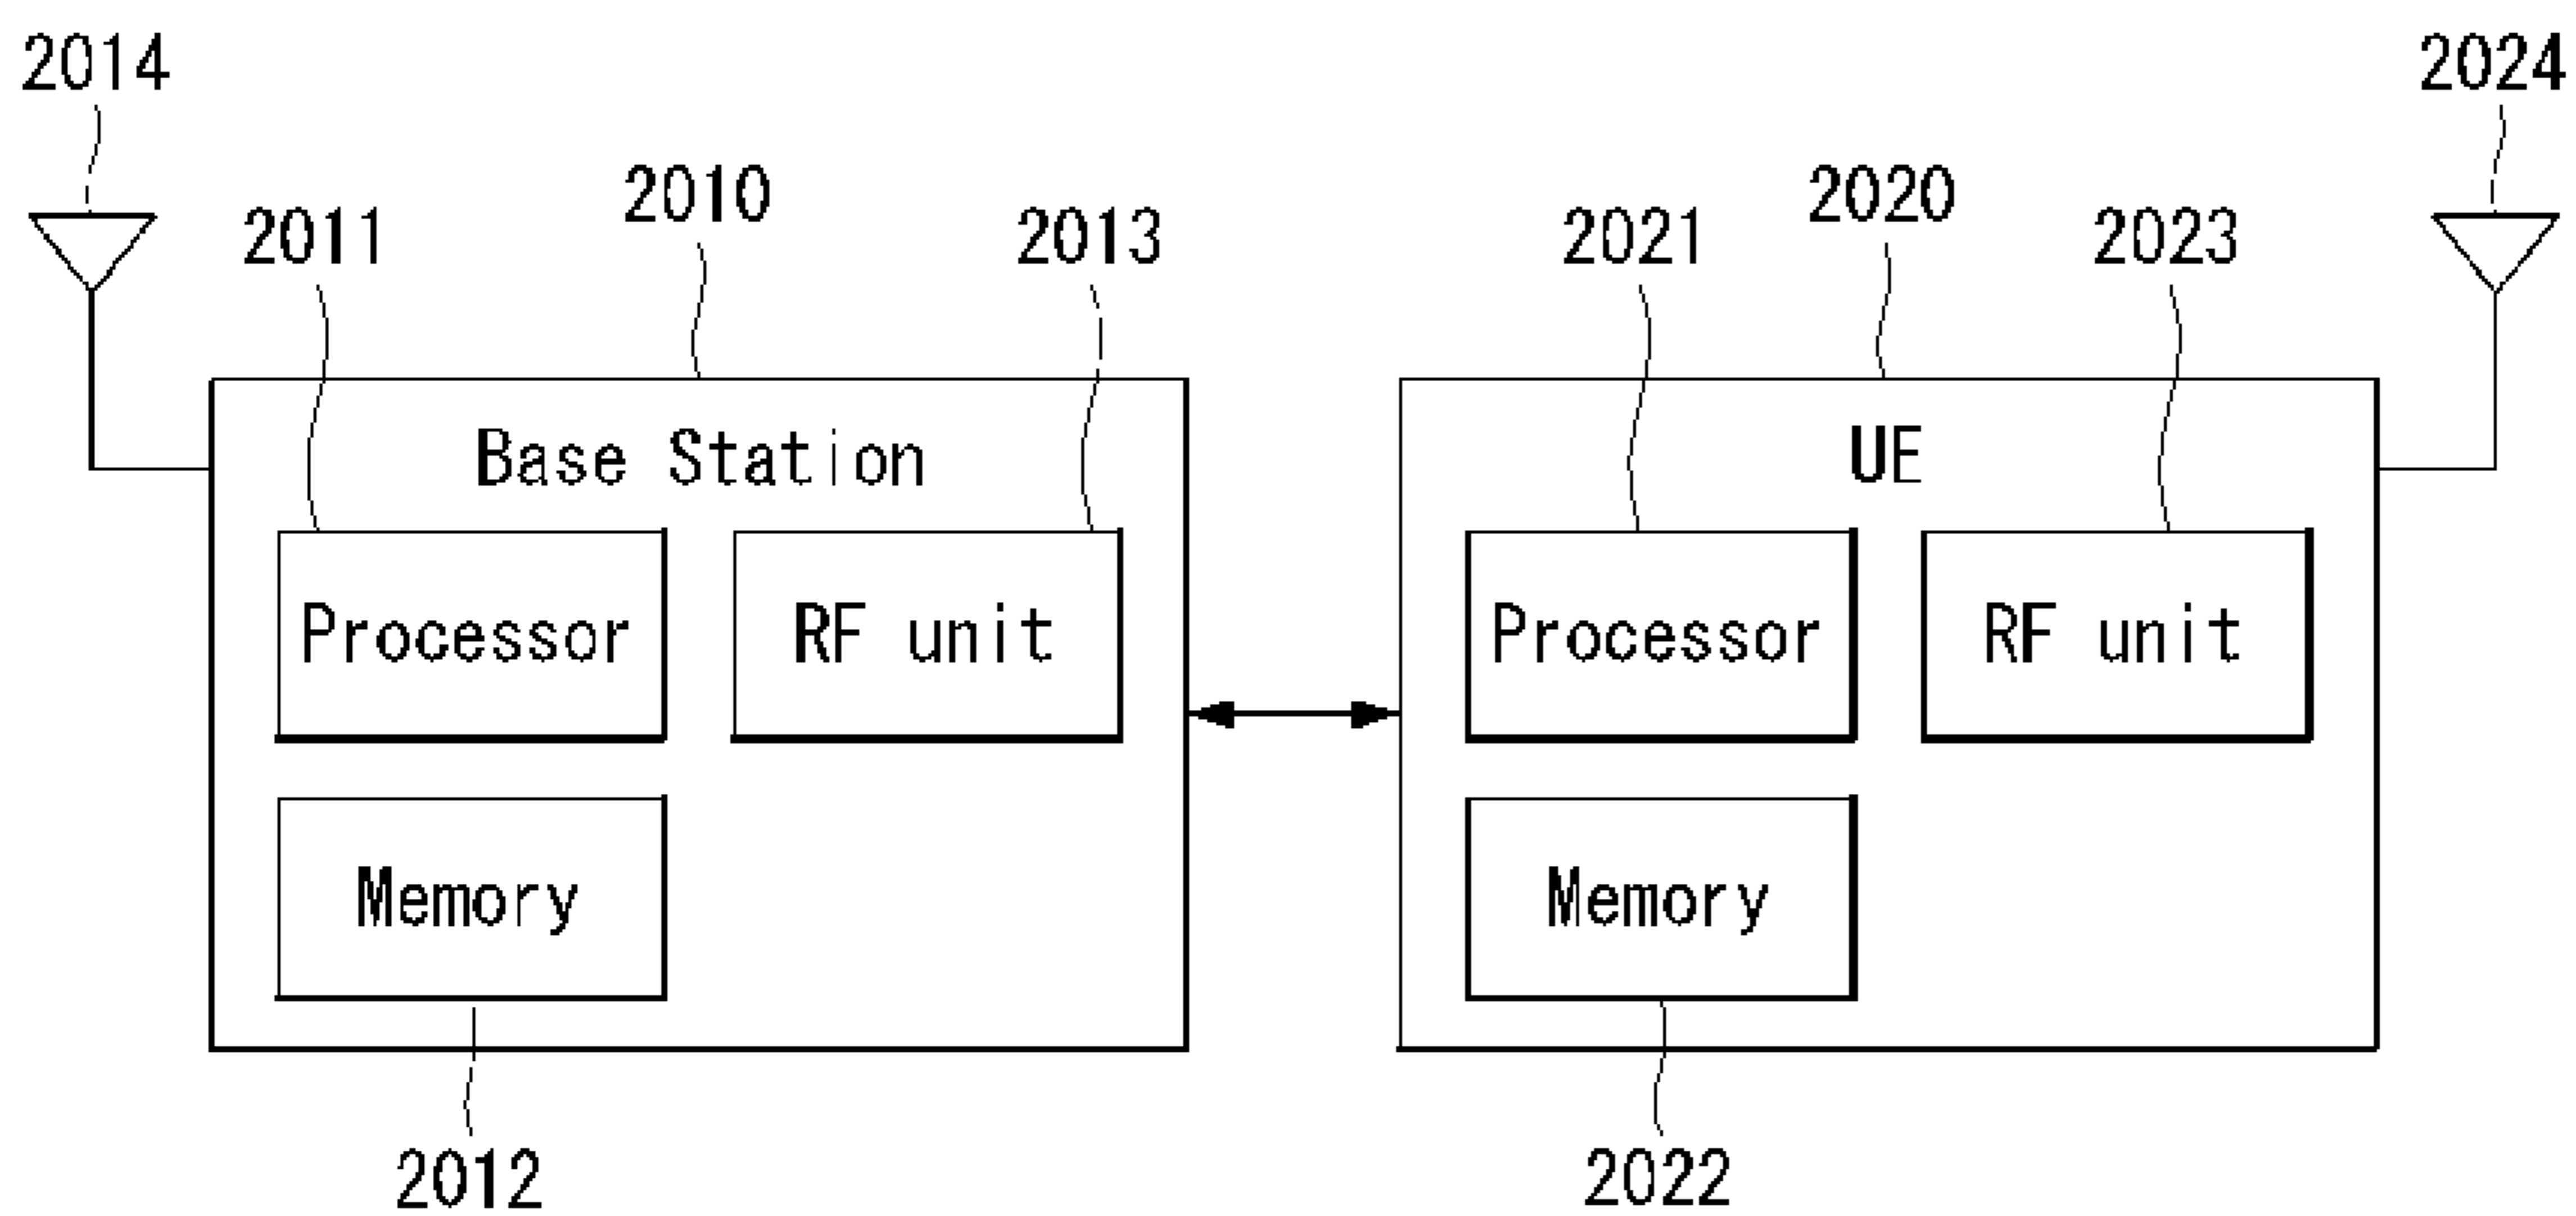 2014
2024
2010
2020
2011
2013
2021
2023
Base Station
UE
Processor
RF unit
Processor
RF unit
Memory
Memory
2012
2022